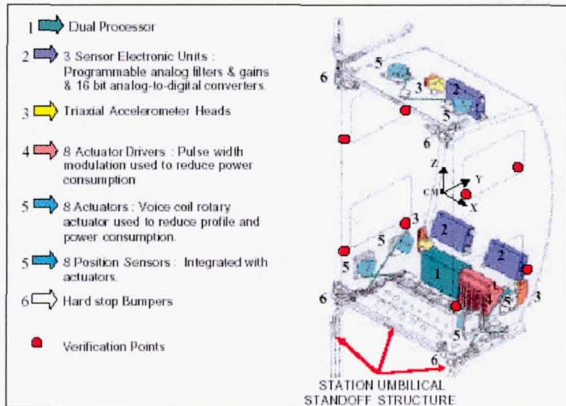 1 Dual Processor
2 3 Sensor Electronic Units :
Programmable analog filters & gains
& 16 bit analog-to-digital converters.
3 Triaxial Accelerometer Heads
4 8 Actuator Drivers : Pulse width
modulation used to reduce power
consumption
5 8 Actuators : Voice coil rotary
actuator used to reduce profile and
power consumption.
5 8 Position Sensors : Integrated with
actuators.
6 Hard stop Bumpers
Verification Points
6
5
3
2
5
6
Z
Y
CM
X
3
5
2
2
5
1
4
5
3
6
5
6
STATION UMBILICAL
STANDOFF STRUCTURE